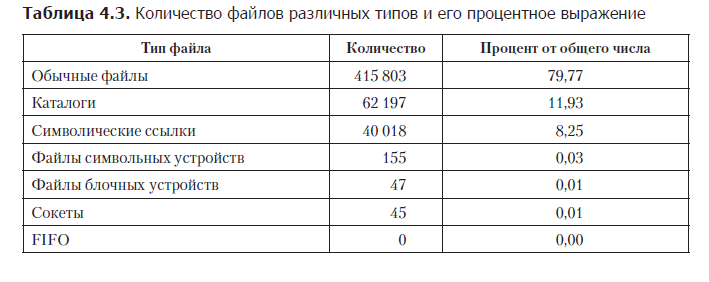 Таблица 4.3. Количество файлов различных типов и его процентное выражение
Тип файла Количество Процент от общего числа
Обычные файлы 415 803 79,77
Каталоги 62 197 11,93
Символические ссылки 40 018 8,25
Файлы символьных устройств 155 0,03
Файлы блочных устройств 47 0,01
Сокеты 45 0,01
FIFO 0 0,00